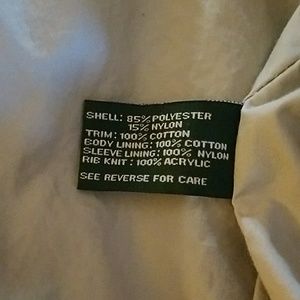 SHELL: 85% POLYESTER
15% NYLON
TRIM: 100% COTTON
BODY LINING: 100% COTTON
SLEEVE LINING: 100% NYLON
RIB KNIT: 100% ACRYLIC
SEE REVERSE FOR CARE